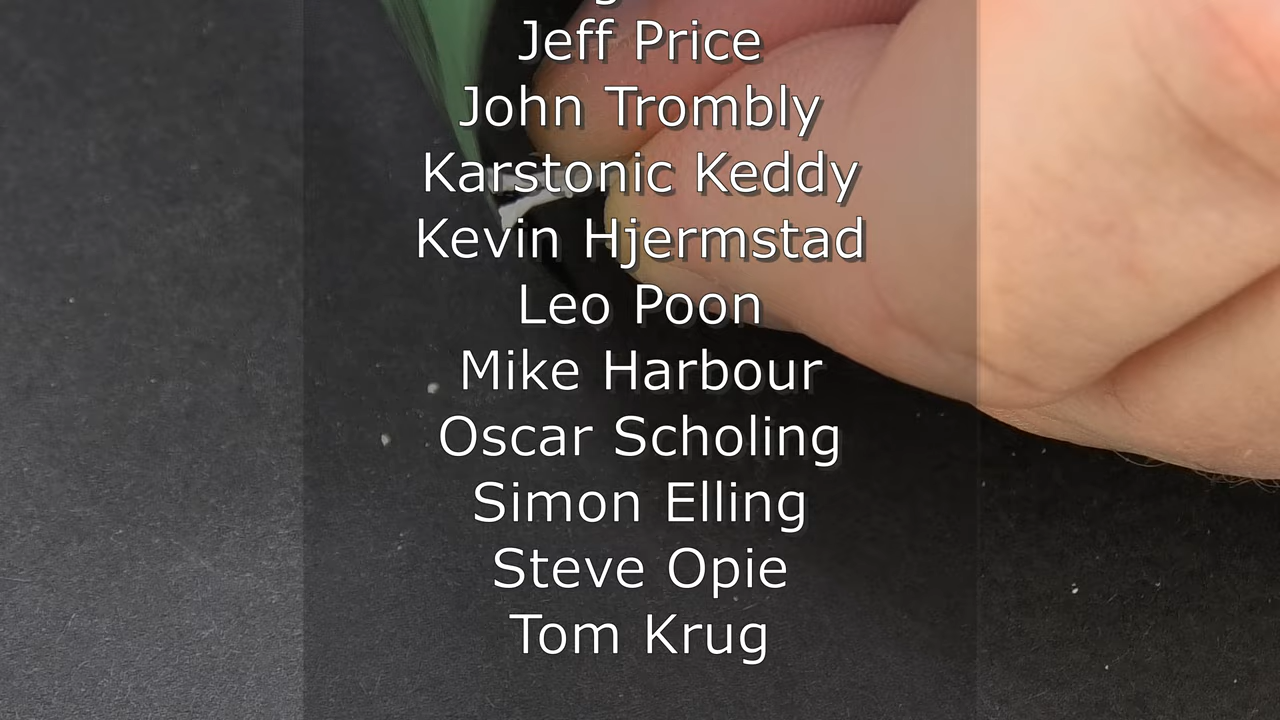 Jeff Price
John Trombly
Karstonic Keddy
Kevin Hjermstad
Leo Poon
Mike Harbour
Oscar Scholing
Simon Elling
Steve Opie
Tom Krug